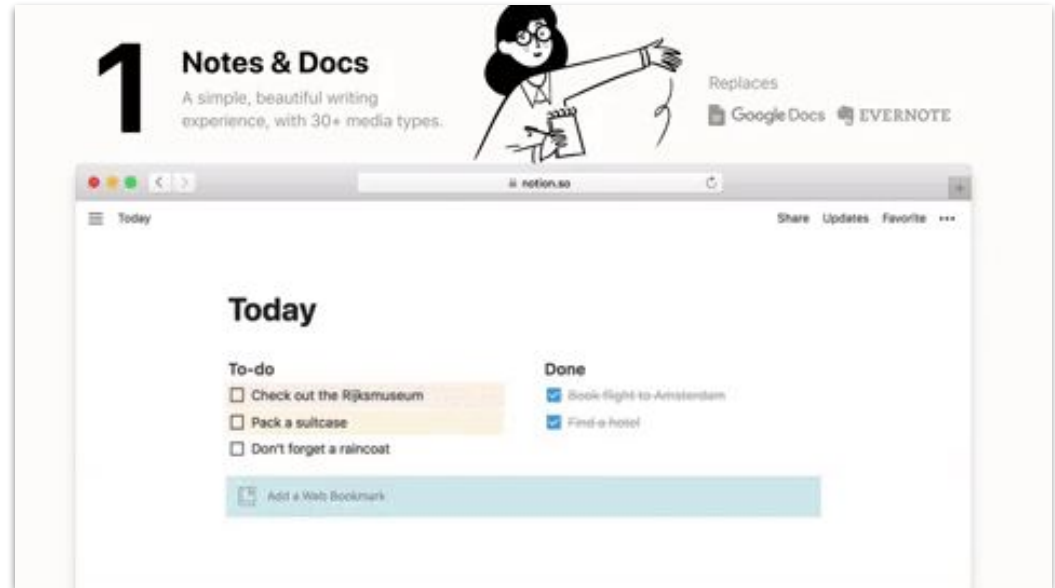 1
Notes & Docs
A simple, beautiful writing
experience, with 30+ media types.
Replaces
Google Docs EVERNOTE
notion.so
Today
Share Updates Favorite •••
Today
To-do
Done
Check out the Rijksmuseum
Book flight to Amsterdam
Pack a suitcase
Find a hotel
Don't forget a raincoat
Add a Web Bookmark